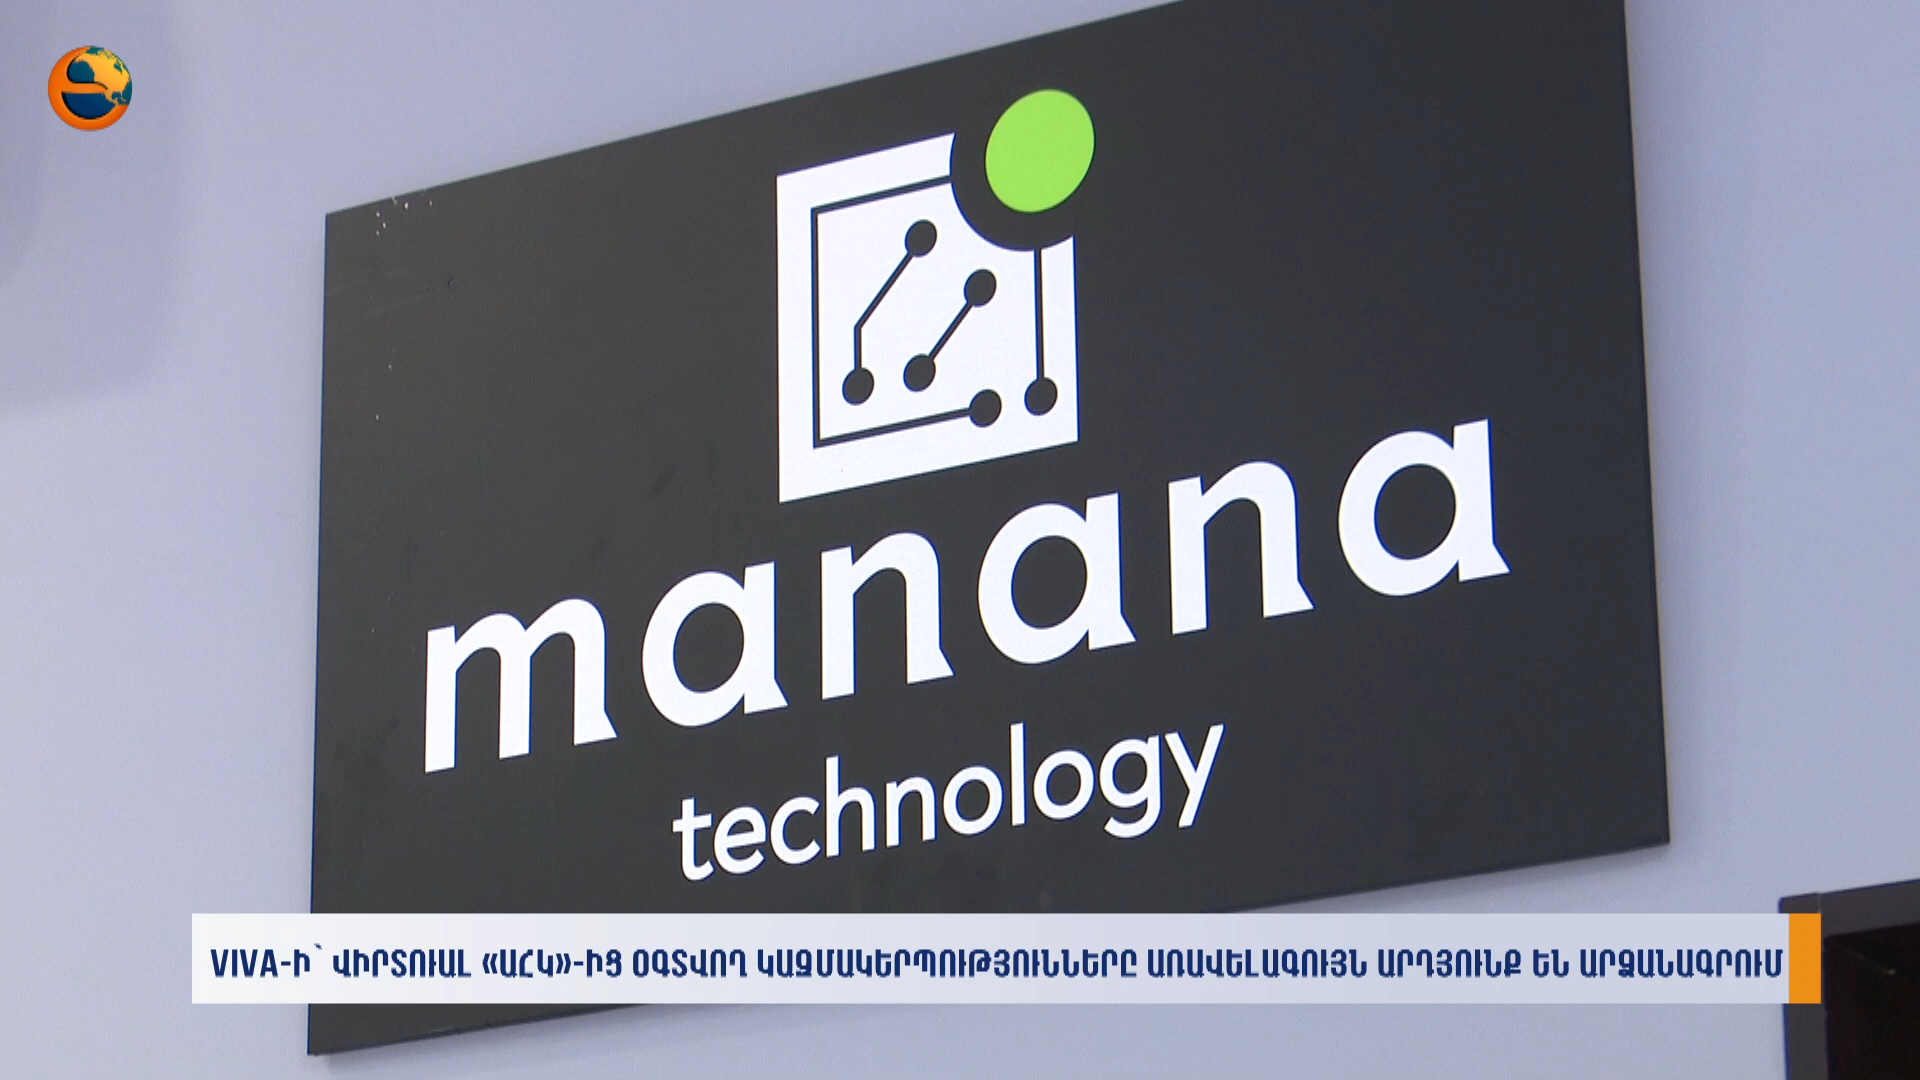 manana
technology
VIVA-Ի՝ ՎԻՐՏՈՒԱԼ «ԱՀԿ»-ԻՑ ՕԳՏՎՈՂ ԿԱԶՄԱԿԵՐՊՈՒԹՅՈՒՆՆԵՐԸ ԱՌԱՎԵԼԱԳՈՒՅՆ ԱՐԴՅՈՒՆՔ ԵՆ ԱՐՁԱՆԱԳՐՈՒՄ